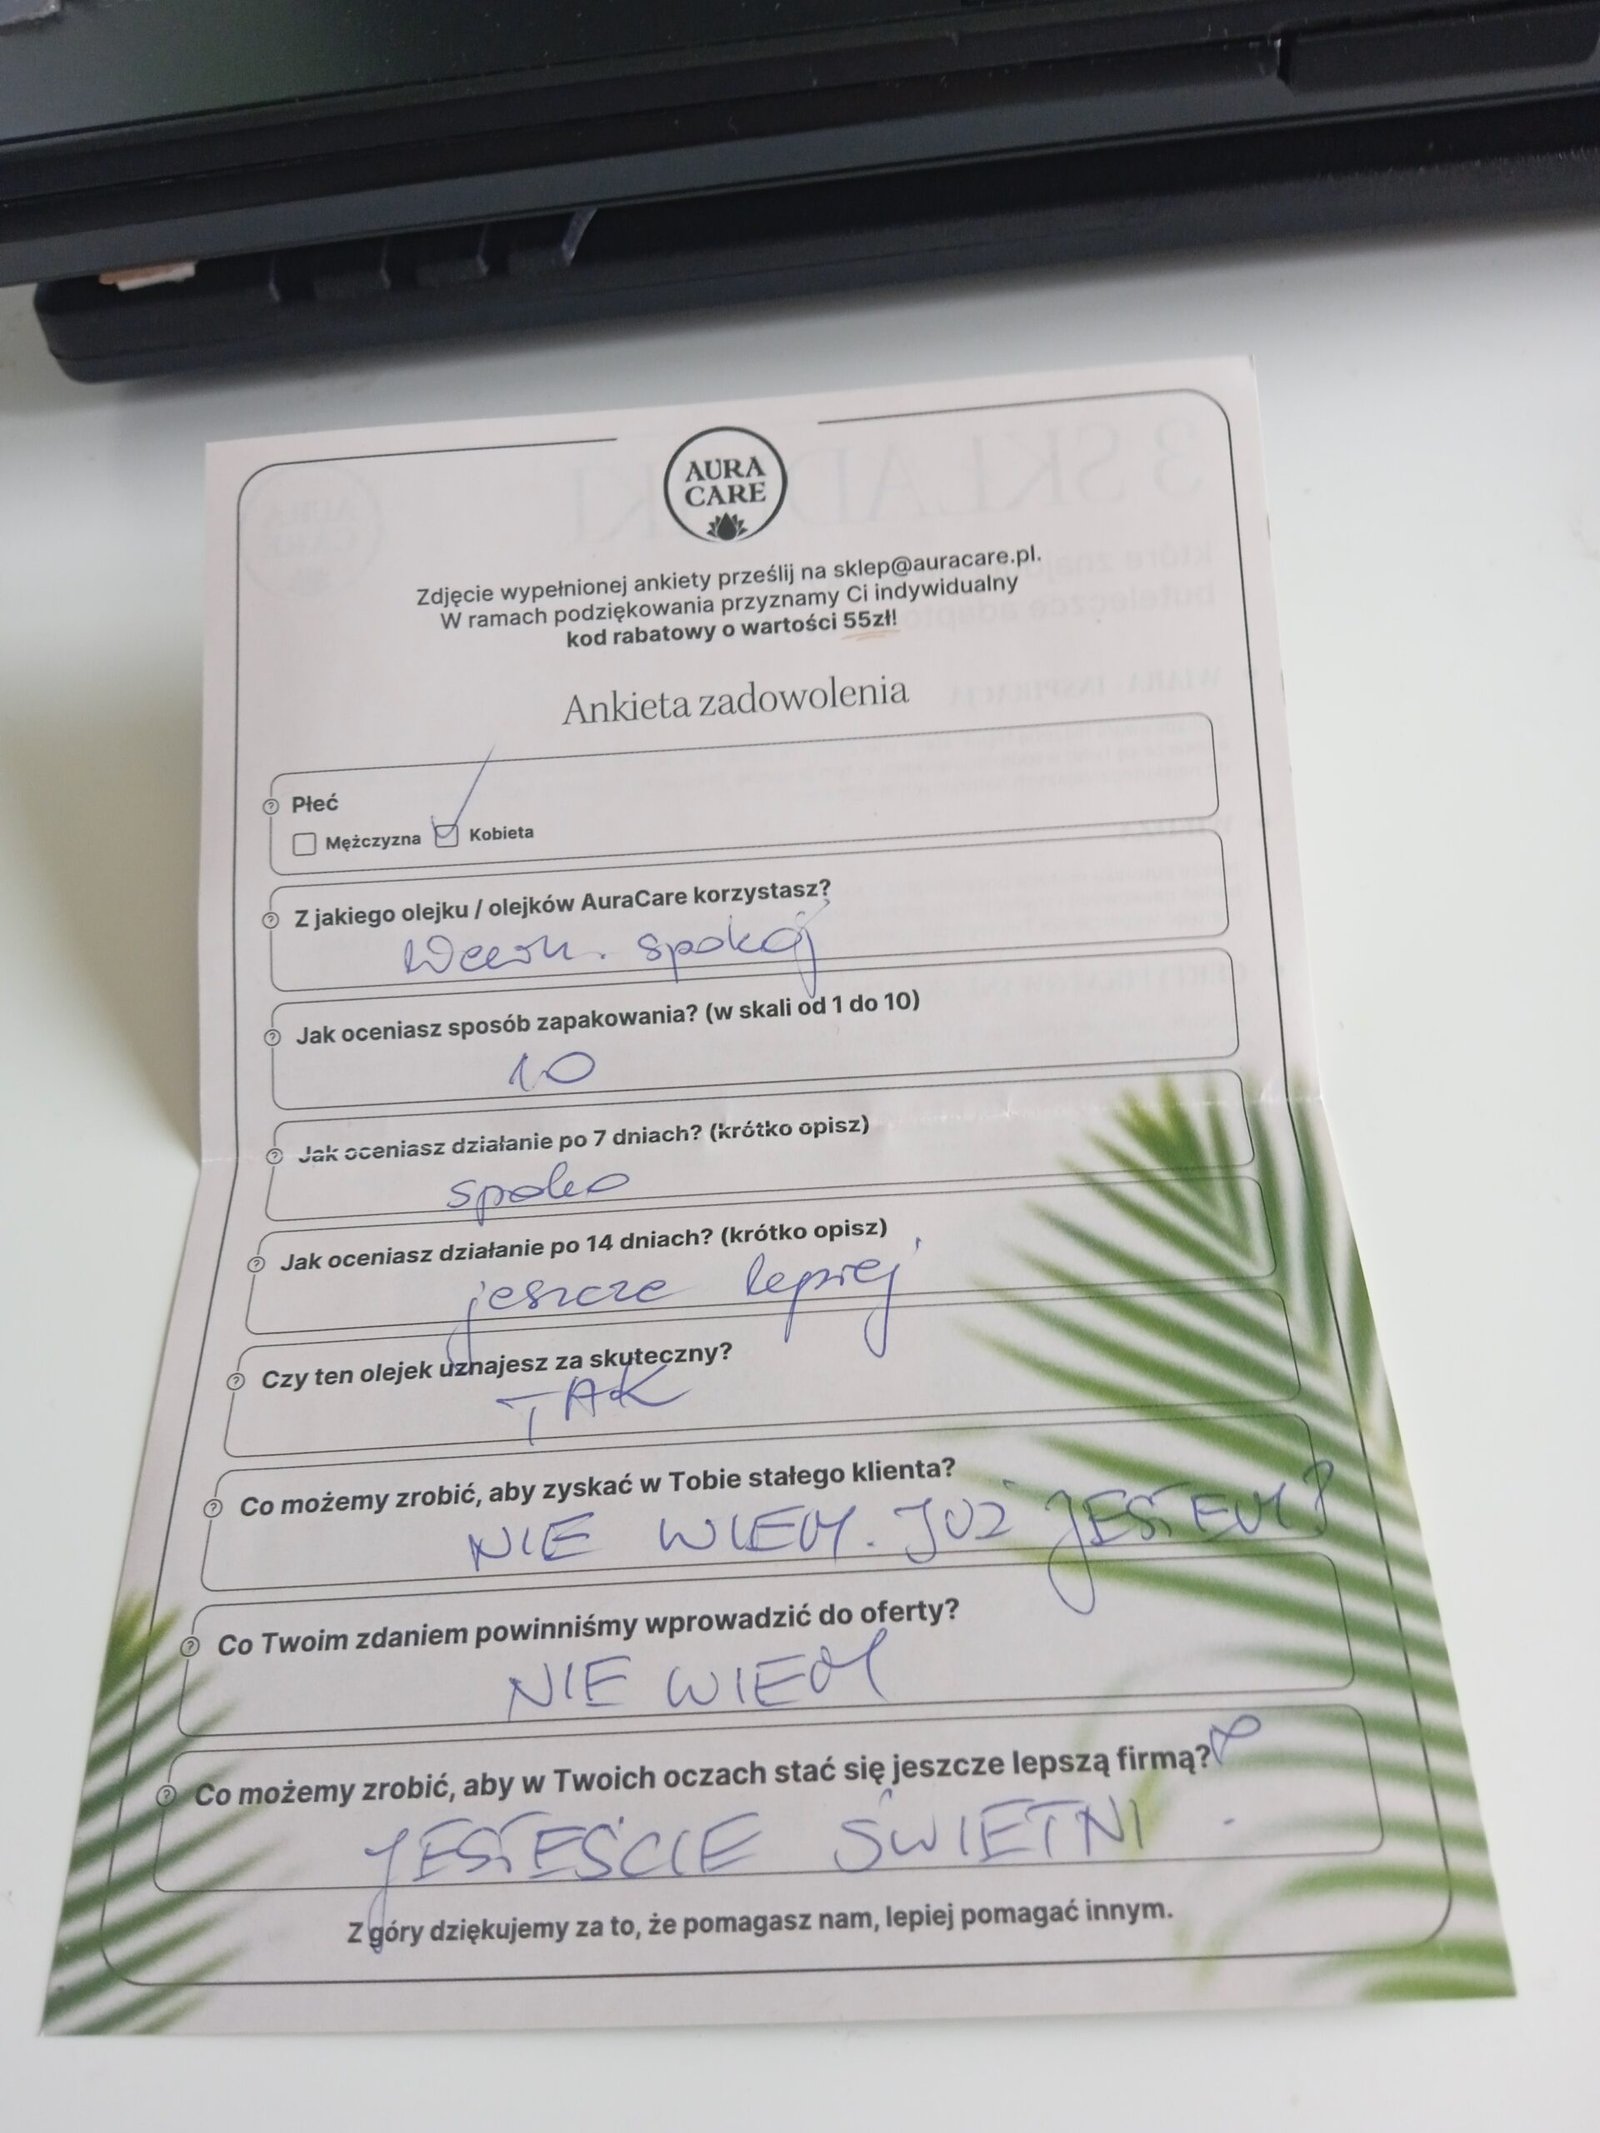 3 SKŁADNIKI
AURA
CARE
Zdjęcie wypełnionej ankiety prześlij na sklep@auracare.pl.
W ramach podziękowania przyznamy Ci indywidualny
kod rabatowy o wartości 55zł!
Ankieta zadowolenia
Płeć
Mężczyzna Kobieta
Z jakiego olejku / olejków AuraCare korzystasz?
spokój
Jak oceniasz sposób zapakowania? (w skali od 1 do 10)
10
Jak oceniasz działanie po 7 dniach? (krótko opisz)
spoko
Jak oceniasz działanie po 14 dniach? (krótko opisz)
jeszcze lepiej
Czy ten olejek uznajesz za skuteczny?
TAK
Co możemy zrobić, aby zyskać w Tobie stałego klienta?
NIE WIEM. JUŻ JESTEM?
Co Twoim zdaniem powinniśmy wprowadzić do oferty?
NIE WIEM
Co możemy zrobić, aby w Twoich oczach stać się jeszcze lepszą firmą?
JESTEŚCIE ŚWIETNI.
Z góry dziękujemy za to, że pomagasz nam, lepiej pomagać innym.